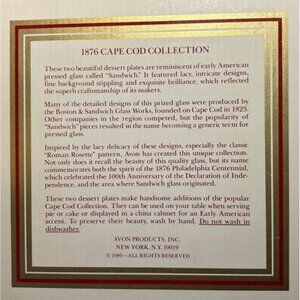 1876 CAPE COD COLLECTION
These two beautiful dessert plates are reminiscent of early American
pressed glass called "Sandwich." It featured lacy, intricate designs,
fine background stippling and exquisite brilliance, which reflected
the superb craftsmanship of its makers.
Many of the detailed designs of this prized glass were produced by
the Boston & Sandwich Glass Works, founded on Cape Cod in 1825.
Other companies in the region competed, but the popularity of
"Sandwich" pieces resulted in the name becoming a generic term for
pressed glass.
Inspired by the lacy delicacy of these designs, especially the classic
"Roman Rosette" pattern, Avon has created this unique collection.
Not only does it recall the beauty of this quality glass, but its name
commemorates both the spirit of the 1876 Philadelphia Centennial,
which celebrated the 100th Anniversary of the Declaration of Inde-
pendence, and the area where Sandwich glass originated.
These two dessert plates make handsome additions of the popular
Cape Cod Collection. They can be used on your table when serving
pie or cake or displayed in a china cabinet for an Early American
accent. To preserve their beauty, wash by hand. Do not wash in
dishwasher.
AVON PRODUCTS, INC.
NEW YORK, N.Y. 10019
© 1980—ALL RIGHTS RESERVED